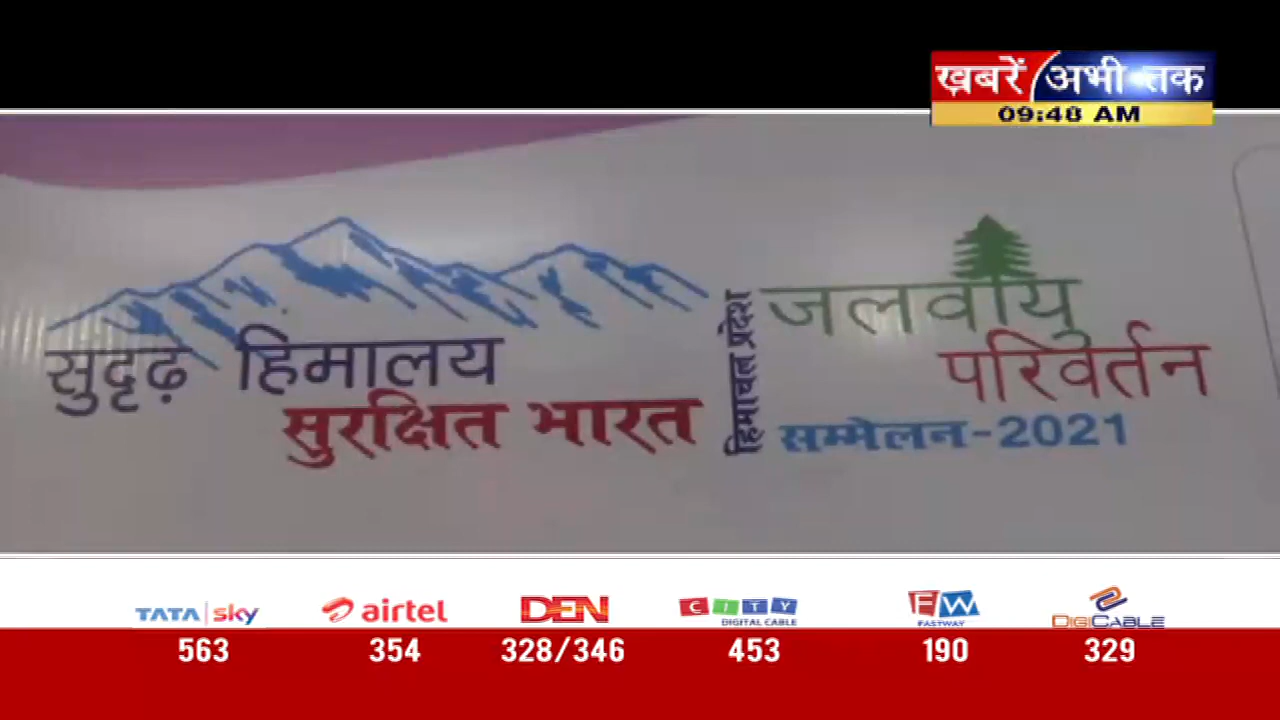 ख़बरें अभी तक
09:48 AM
सुदृढ़ हिमालय
सुरक्षित भारत
हिमाचल प्रदेश
जलवायु
परिवर्तन
सम्मेलन-2021
TATA sky
airtel
DEN
CITY
DIGITAL CABLE
FW
FASTWAY
DIGICABLE
563
354
328/346
453
190
329